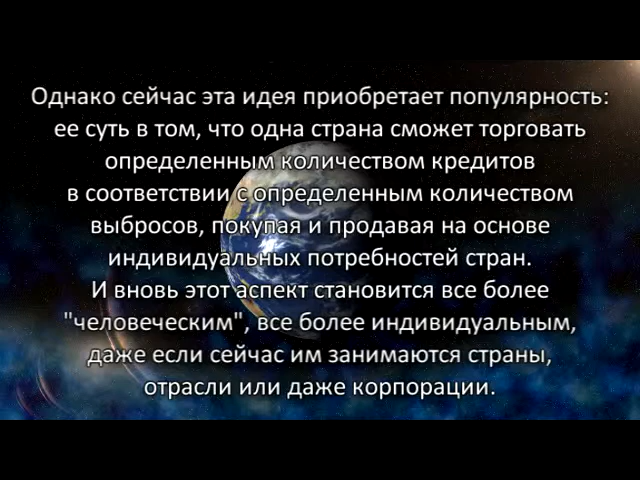 Однако сейчас эта идея приобретает популярность:
ее суть в том, что одна страна сможет торговать
определенным количеством кредитов
в соответствии с определенным количеством
выбросов, покупая и продавая на основе
индивидуальных потребностей стран.
И вновь этот аспект становится все более
"человеческим", все более индивидуальным,
даже если сейчас им занимаются страны,
отрасли или даже корпорации.